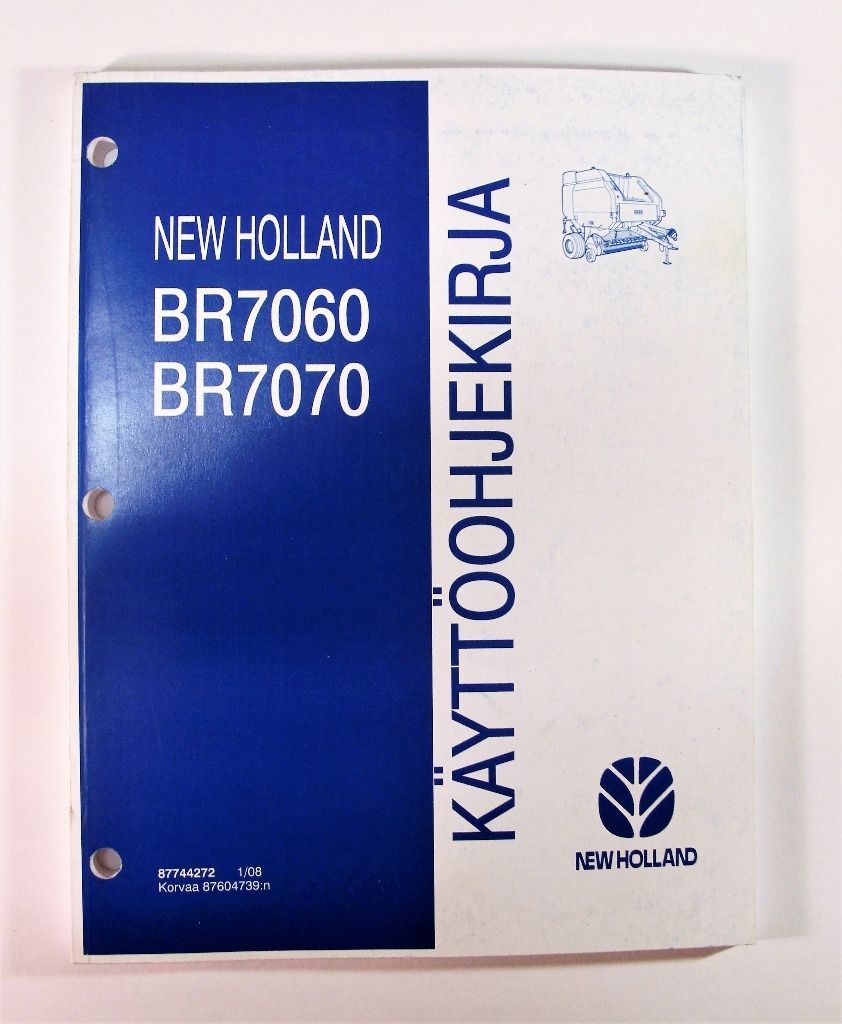 NEW HOLLAND
BR7060
BR7070
KÄYTTÖOHJEKIRJA
87744272 1/08
Korvaa 87604739:n
NEW HOLLAND